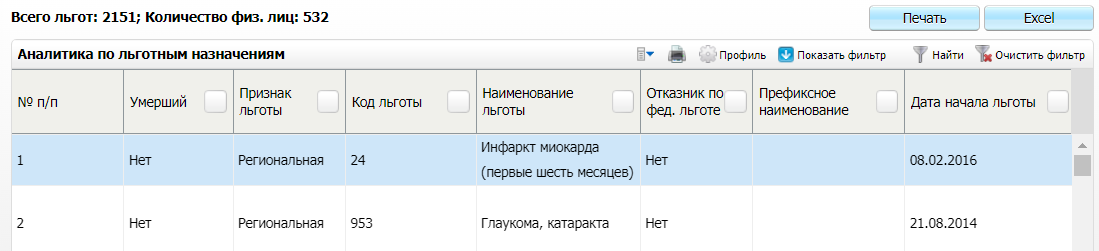 Всего льгот: 2151; Количество физ. лиц: 532
Печать
Excel
Аналитика по льготным назначениям
Профиль
Показать фильтр
Найти
Очистить фильтр
№ п/п
Умерший
Признак
льготы
Код льготы
Наименование
льготы
Отказник по
фед. льготе
Префиксное
наименование
Дата начала льготы
1
Нет
Региональная
24
Инфаркт миокарда
(первые шесть месяцев)
Нет
08.02.2016
2
Нет
Региональная
953
Глаукома, катаракта
Нет
21.08.2014